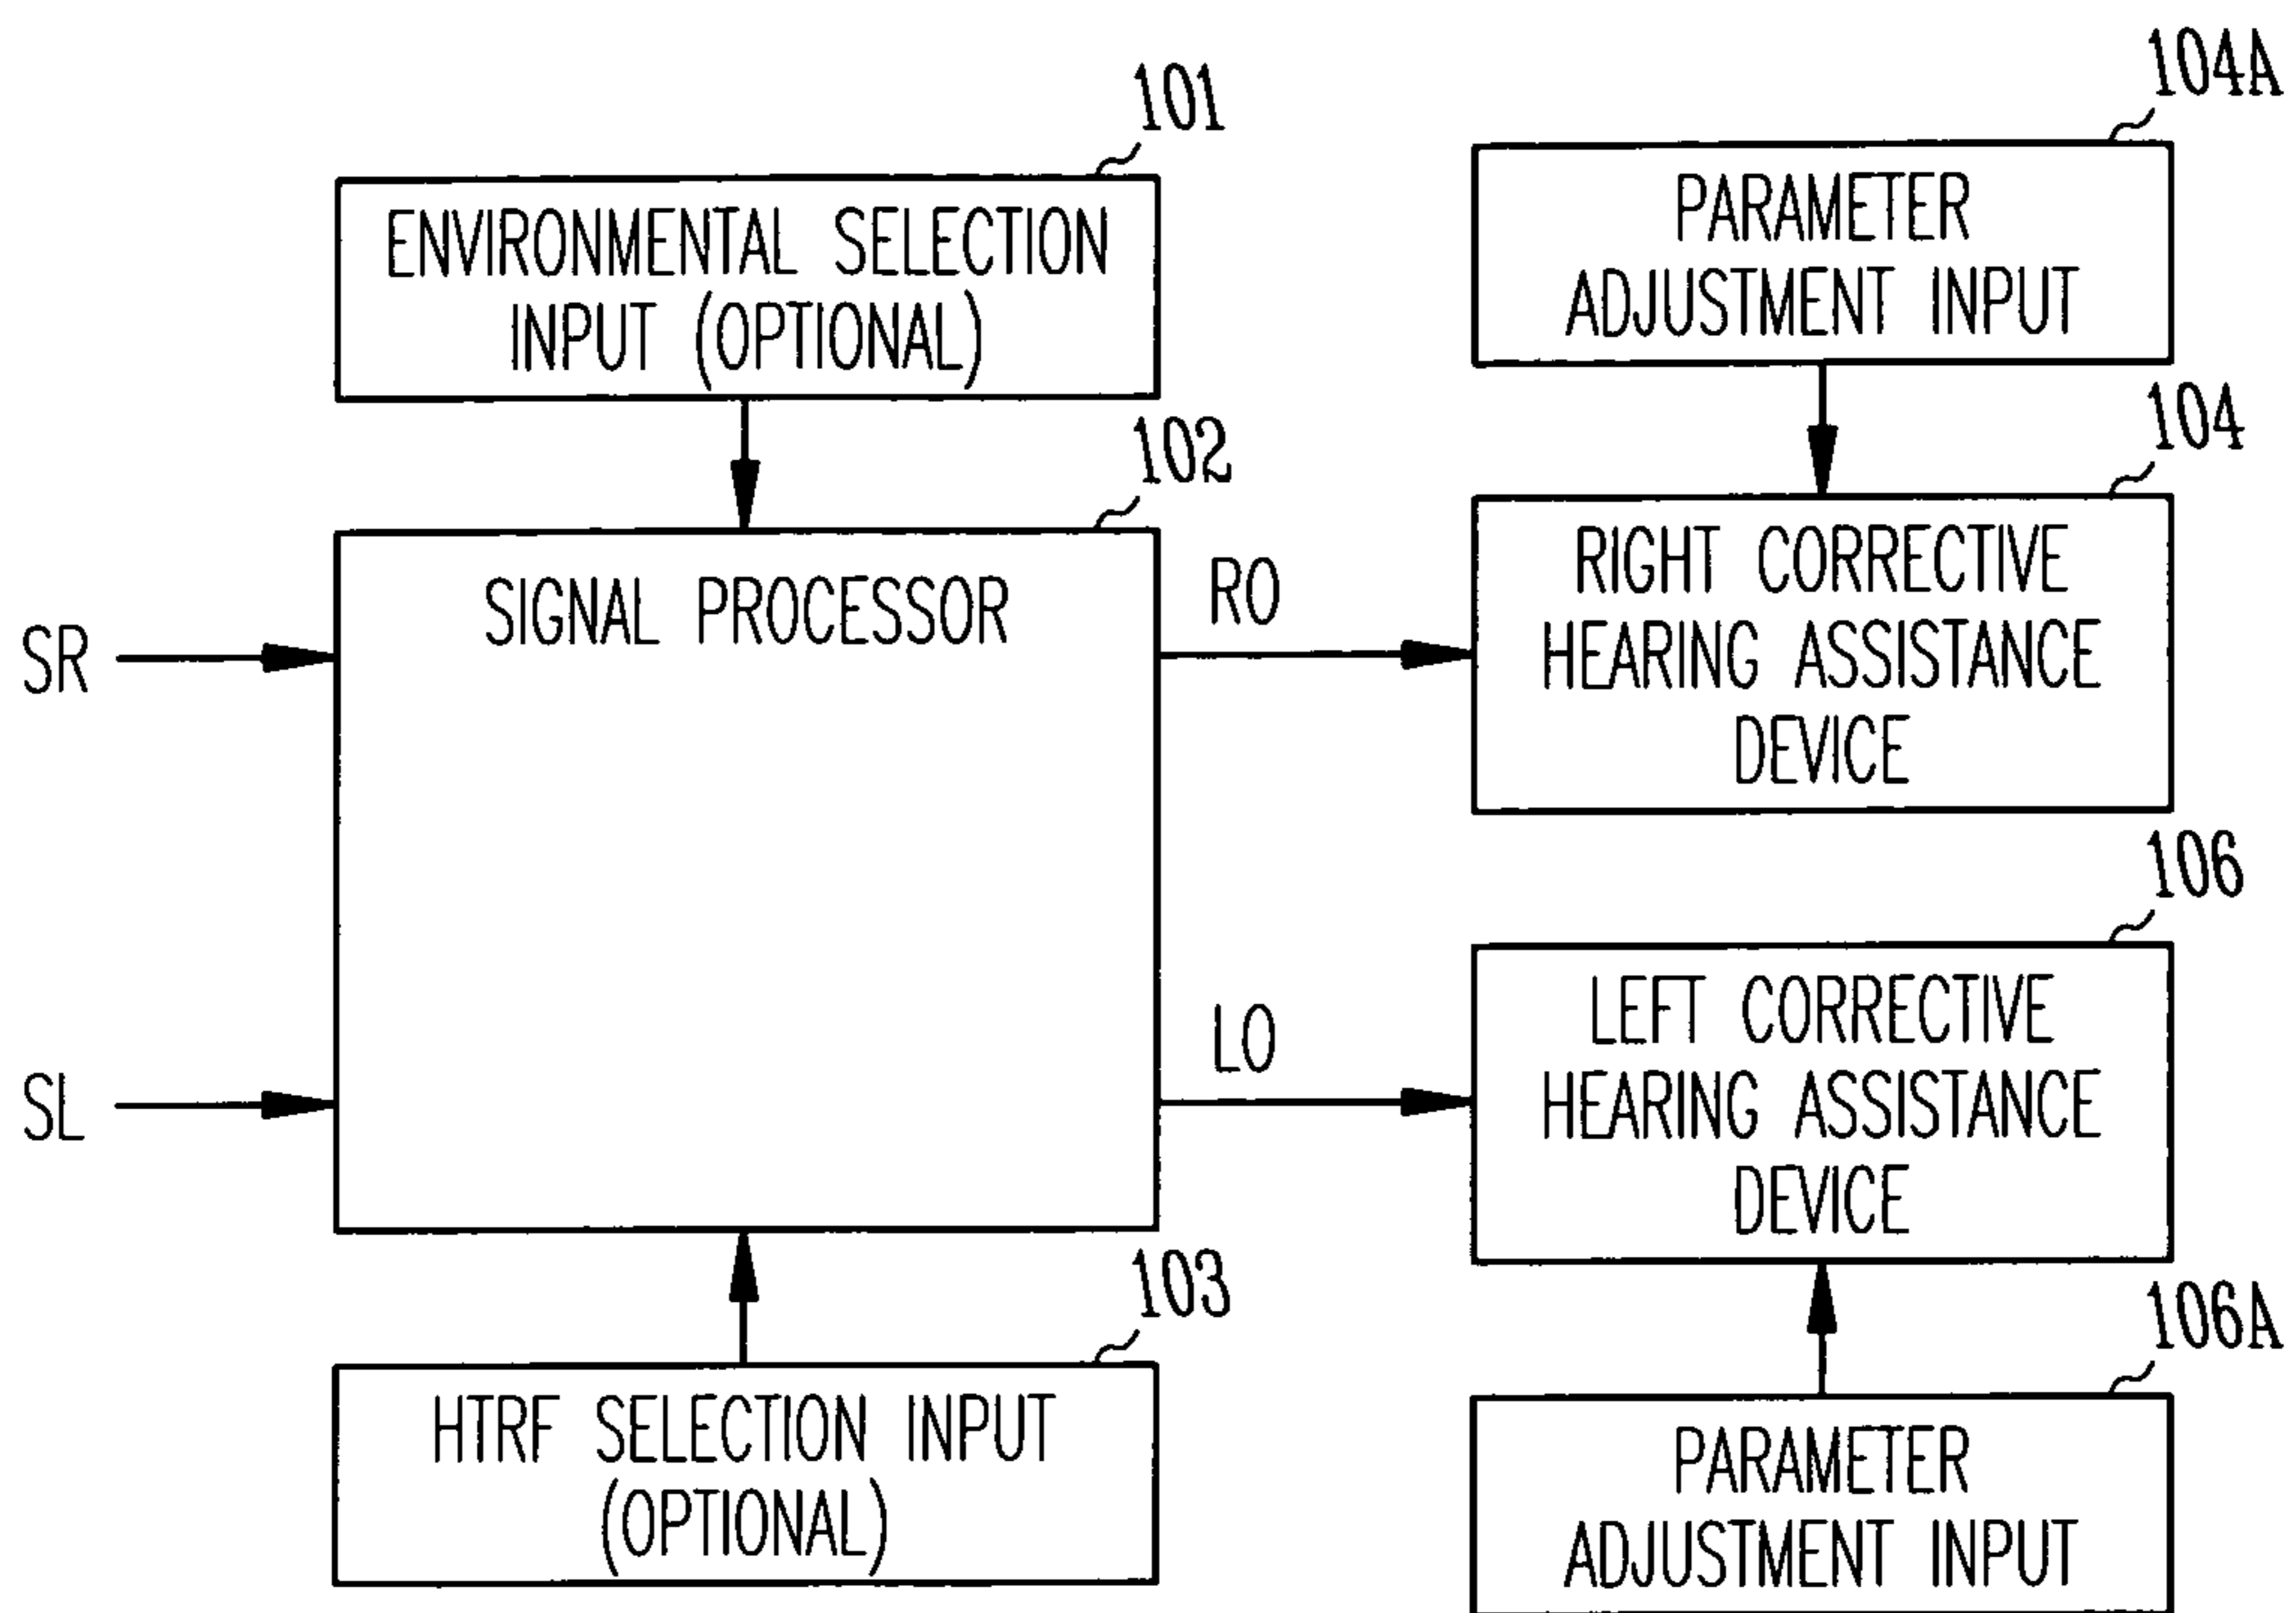 104A
101
PARAMETER
ADJUSTMENT INPUT
ENVIRONMENTAL SELECTION
INPUT (OPTIONAL)
104
102
RIGHT CORRECTIVE
HEARING ASSISTANCE
DEVICE
SIGNAL PROCESSOR
RO
SR
106
LEFT CORRECTIVE
HEARING ASSISTANCE
DEVICE
LO
SL
103
106A
HTRF SELECTION INPUT
(OPTIONAL)
PARAMETER
ADJUSTMENT INPUT